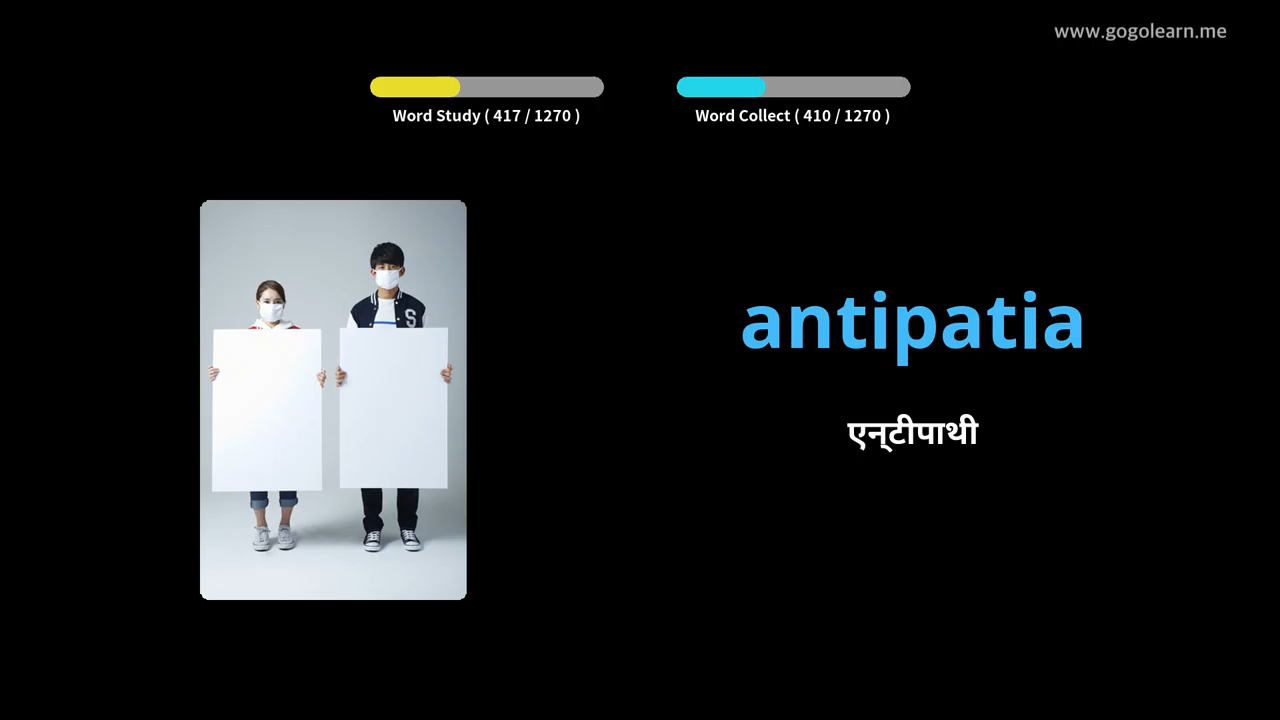 www.gogolearn.me
Word Study ( 417 / 1270 )
Word Collect ( 410 / 1270 )
S
antipatia
एन्‌टीपाथी